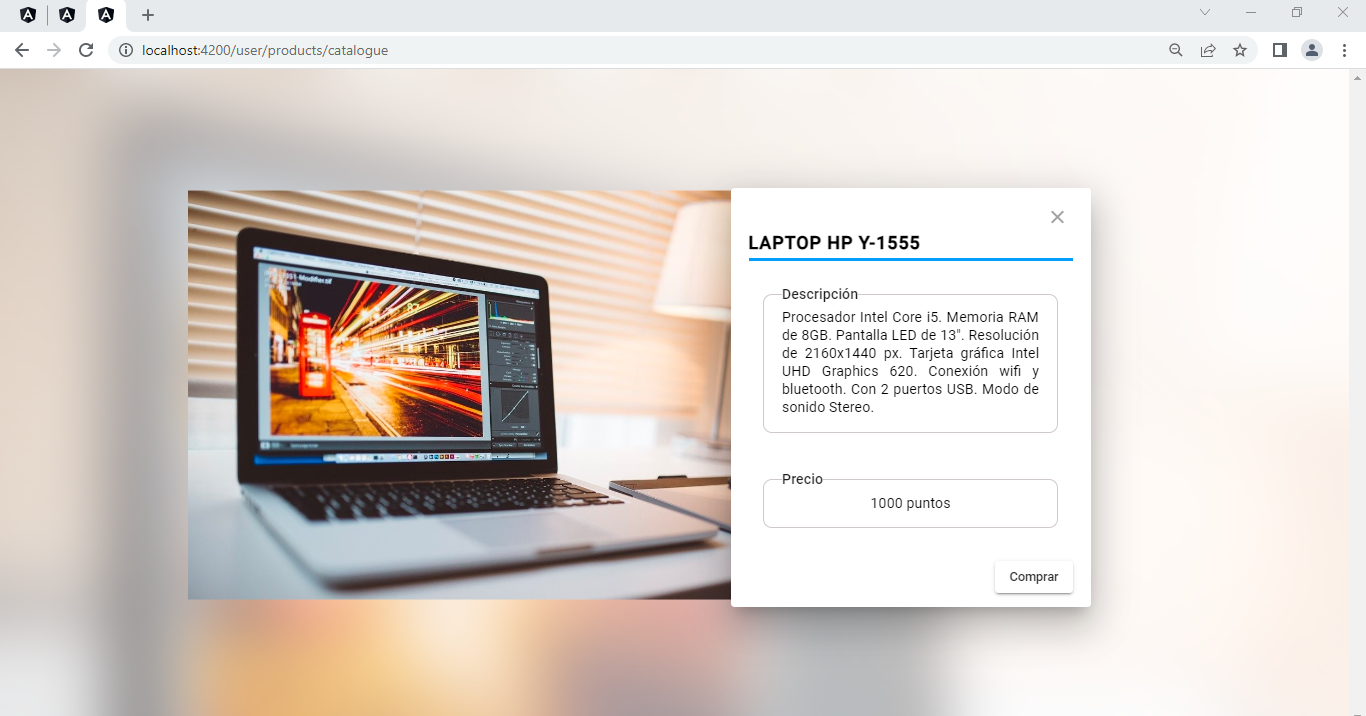 localhost:4200/user/products/catalogue
LAPTOP HP Y-1555
Descripción
Procesador Intel Core i5. Memoria RAM
de 8GB. Pantalla LED de 13". Resolución
de 2160x1440 px. Tarjeta gráfica Intel
UHD Graphics 620. Conexión wifi y
bluetooth. Con 2 puertos USB. Modo de
sonido Stereo.
Precio
1000 puntos
Comprar